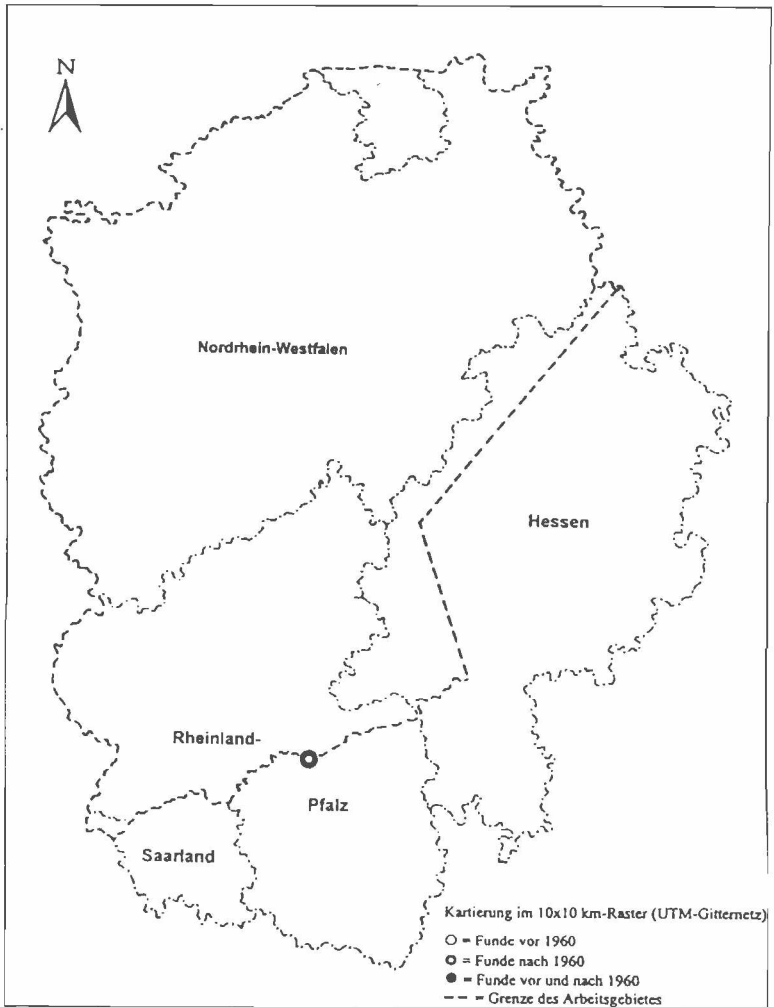 N
Nordrhein-Westfalen
Hessen
Rheinland-
Pfalz
Saarland
Kartierung im 10x10 km-Raster (UTM-Gitternetz)
= Funde vor 1960
= Funde nach 1960
= Funde vor und nach 1960
= Grenze des Arbeitsgebietes